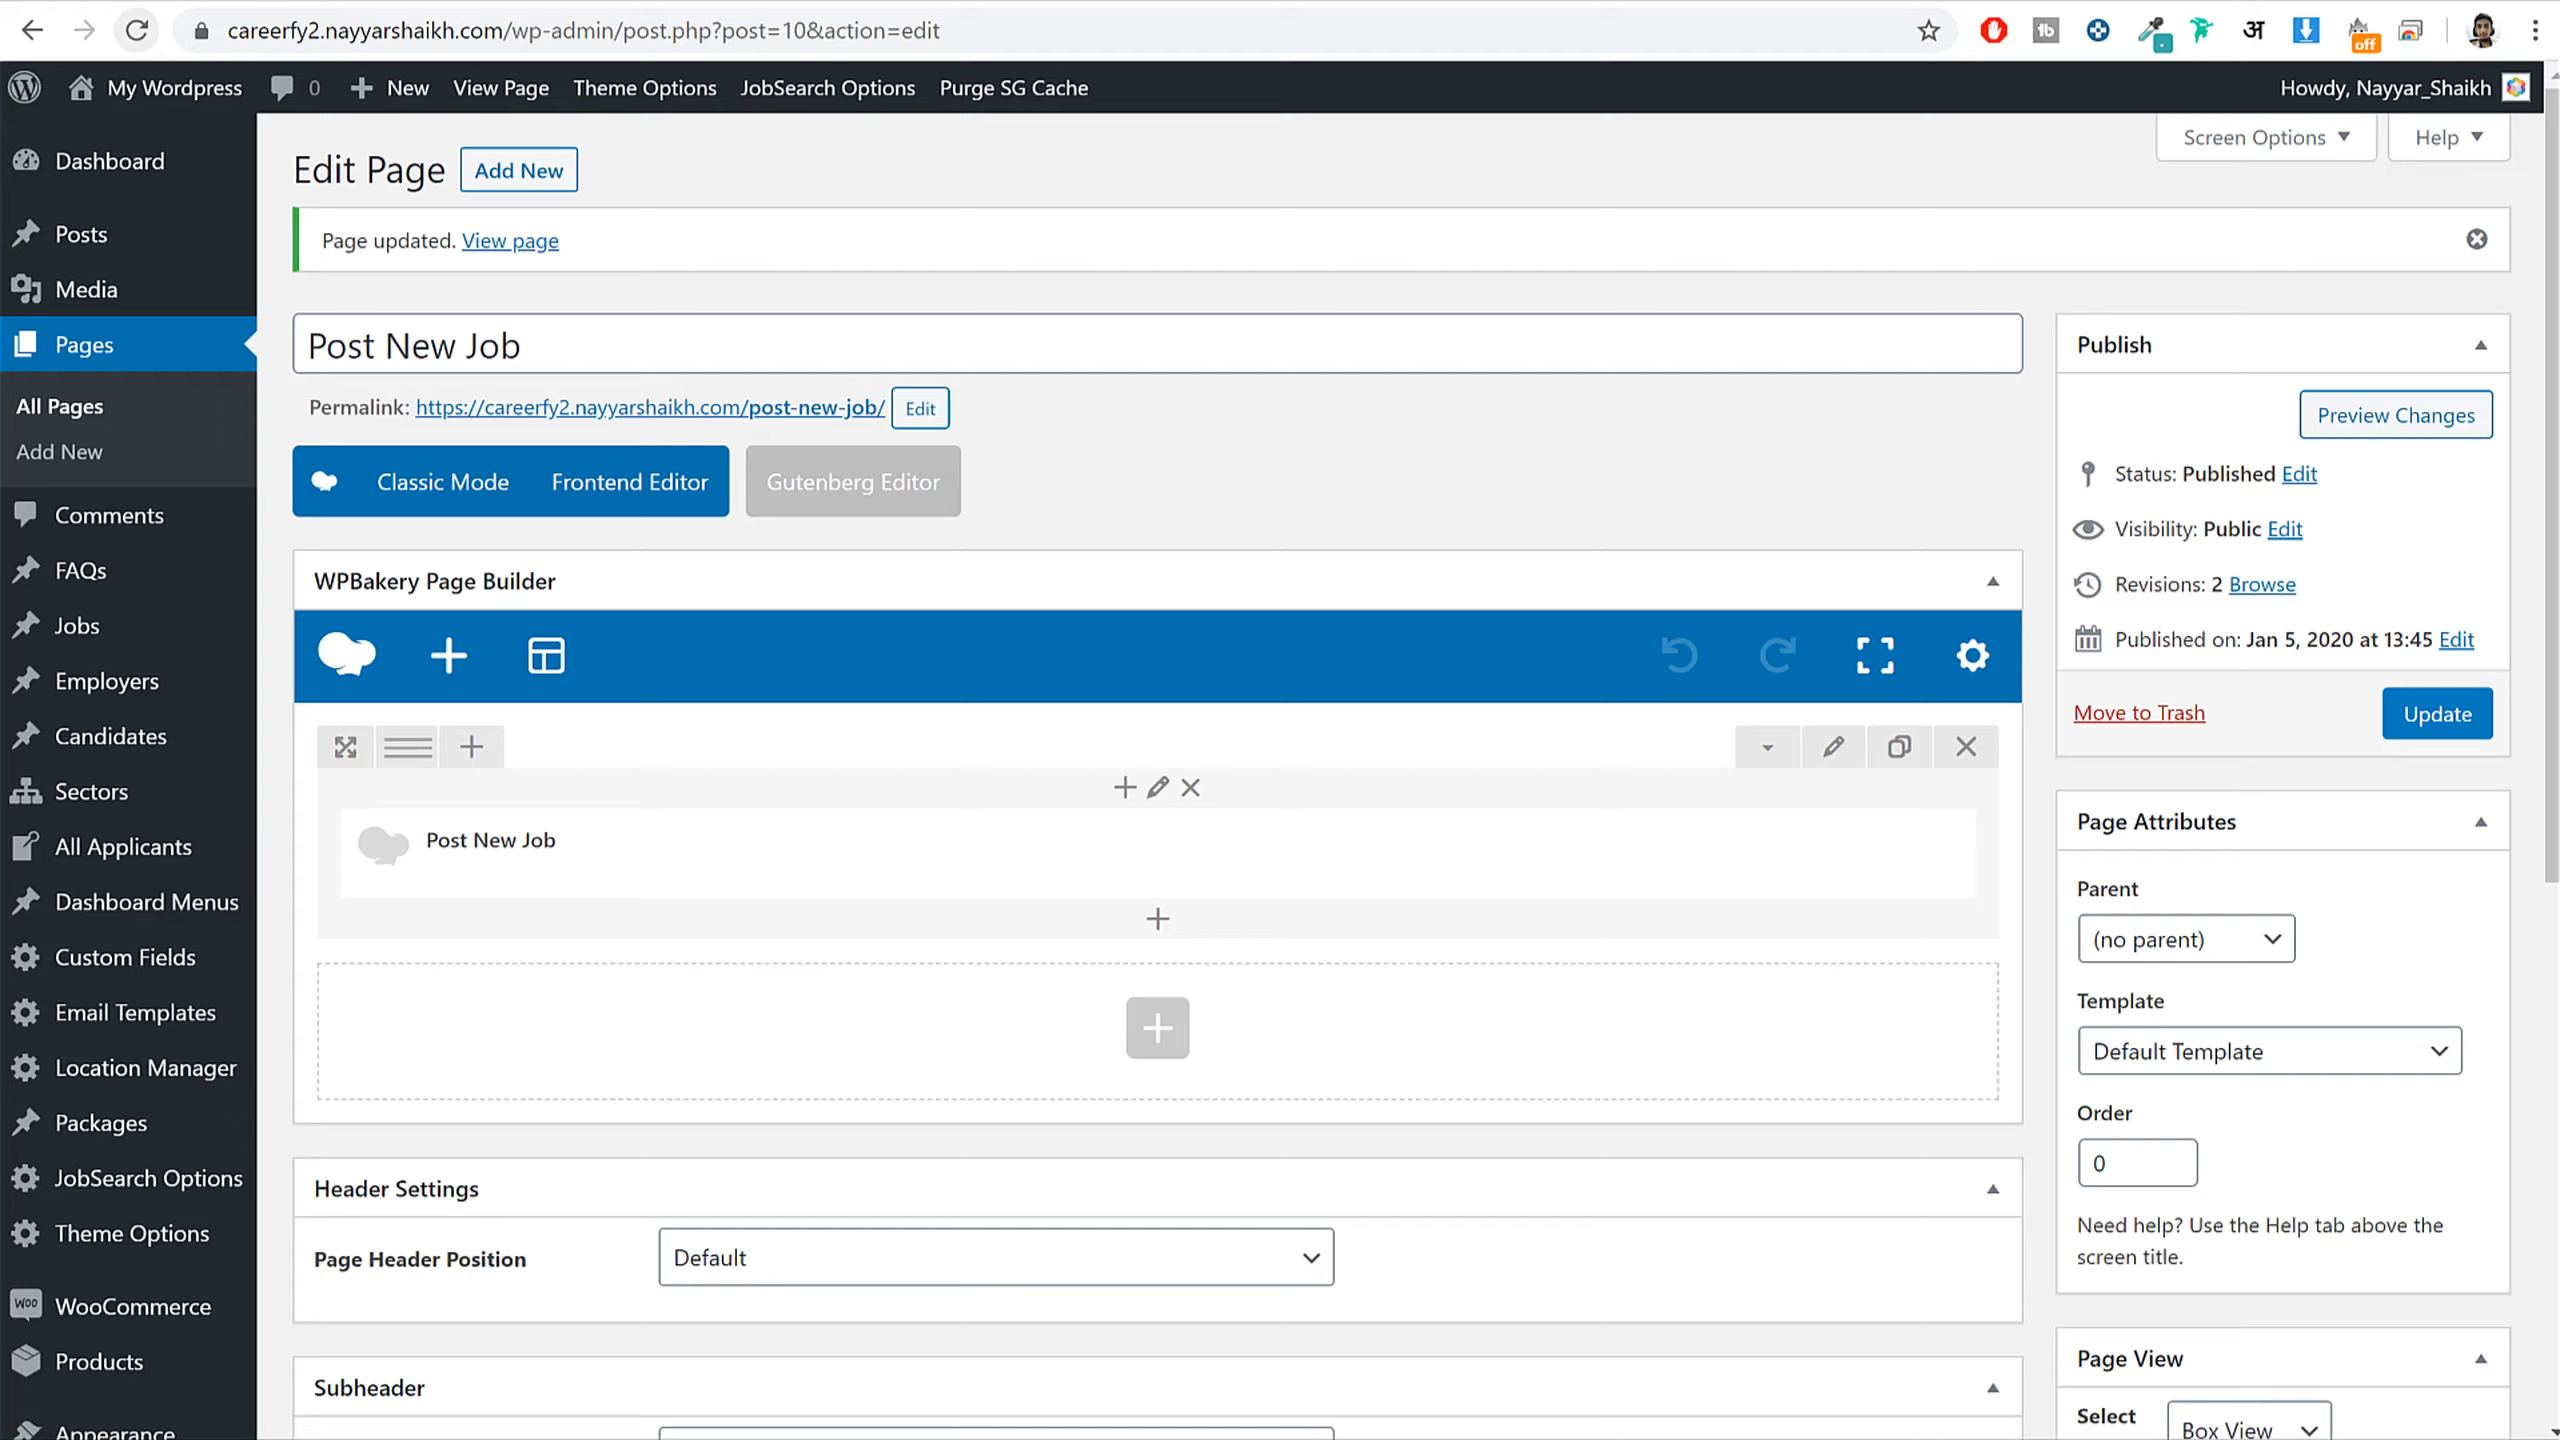 careerfy2.nayyarshaikh.com/wp-admin/post.php?post=10&action=edit
tb
अ
off
My Wordpress
0
New
View Page
Theme Options
JobSearch Options
Purge SG Cache
Howdy, Nayyar_Shaikh
Screen Options
Help
Dashboard
Posts
Media
Pages
All Pages
Add New
Comments
FAQs
Jobs
Employers
Candidates
Sectors
All Applicants
Dashboard Menus
Custom Fields
Email Templates
Location Manager
Packages
JobSearch Options
Theme Options
WOO WooCommerce
Products
Appearance
Edit Page
Add New
Page updated. View page
Post New Job
Permalink: https://careerfy2.nayyarshaikh.com/post-new-job/ Edit
Classic Mode
Frontend Editor
Gutenberg Editor
WPBakery Page Builder
Post New Job
Header Settings
Page Header Position
Default
Subheader
Publish
Preview Changes
Status: Published Edit
Visibility: Public Edit
Revisions: 2 Browse
Published on: Jan 5, 2020 at 13:45 Edit
Move to Trash
Update
Page Attributes
Parent
(no parent)
Template
Default Template
Order
0
Need help? Use the Help tab above the
screen title.
Page View
Select
Box View